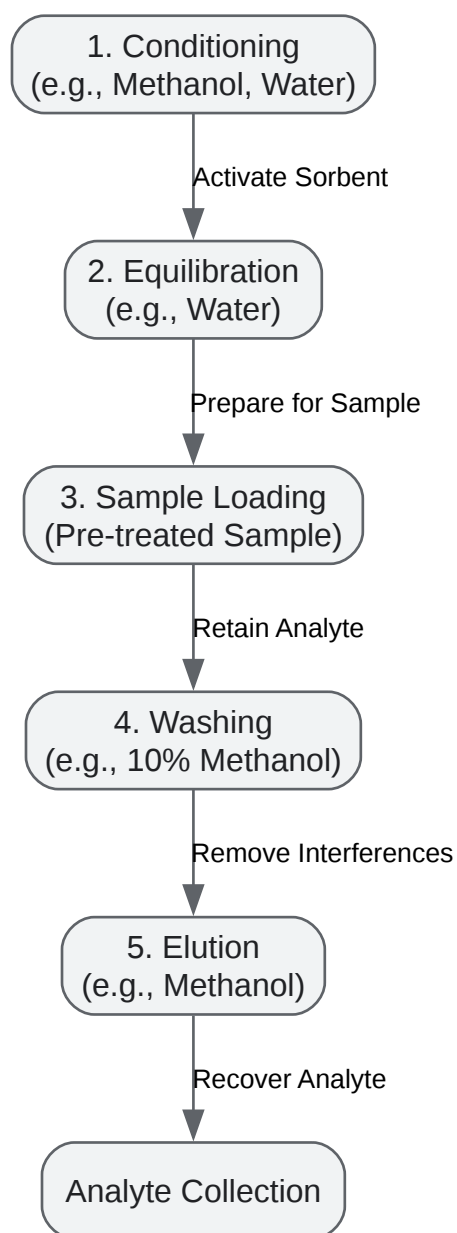 1. Conditioning
(e.g., Methanol, Water)
Activate Sorbent
2. Equilibration
(e.g., Water)
Prepare for Sample
3. Sample Loading
(Pre-treated Sample)
Retain Analyte
4. Washing
(e.g., 10% Methanol)
Remove Interferences
5. Elution
(e.g., Methanol)
Recover Analyte
Analyte Collection